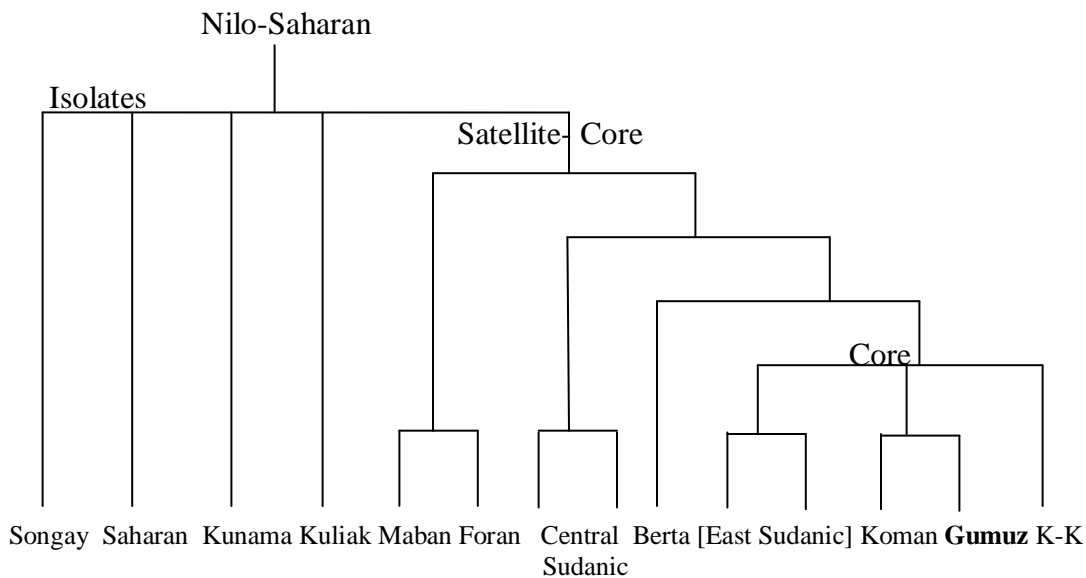 Nilo-Saharan
Isolates
Satellite- Core
Core
Songay Saharan Kunama Kuliak Maban Foran Central Berta [East Sudanic] Koman Gumuz K-K
Sudanic